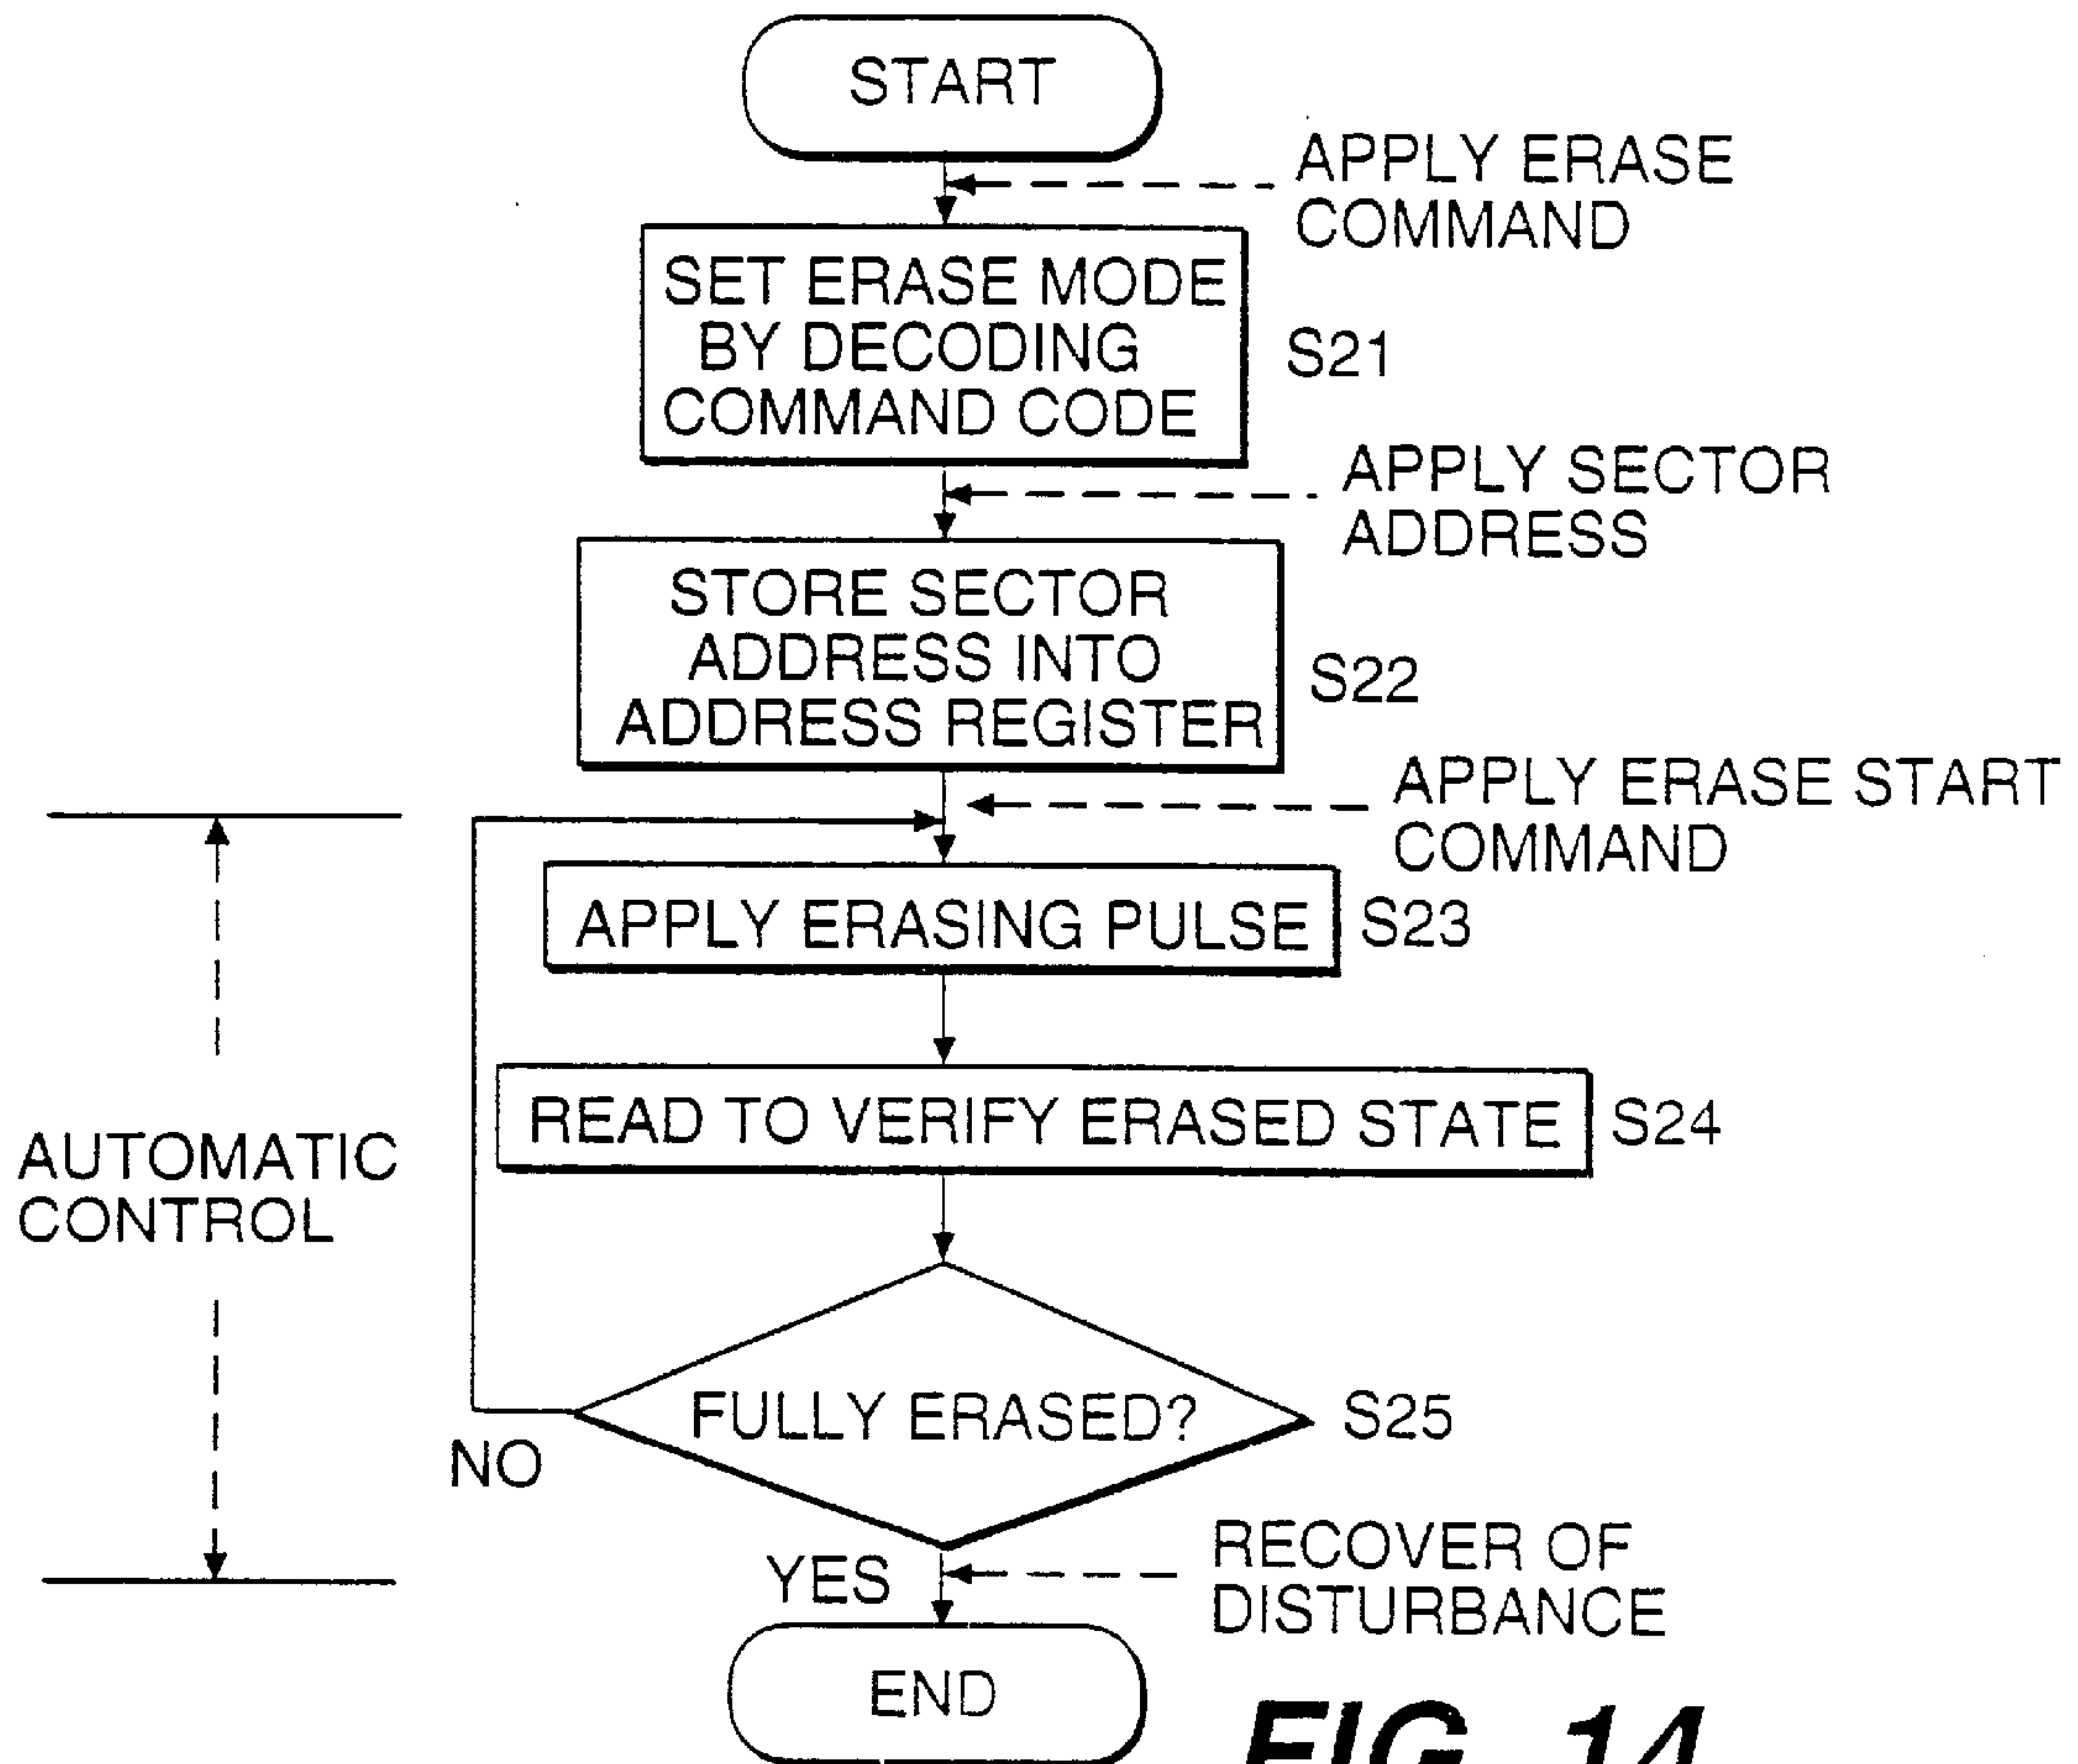 START
APPLY ERASE
COMMAND
SET ERASE MODE
BY DECODING
COMMAND CODE
S21
APPLY SECTOR
ADDRESS
STORE SECTOR
ADDRESS INTO
ADDRESS REGISTER
S22
APPLY ERASE START
COMMAND
APPLY ERASING PULSE
S23
READ TO VERIFY ERASED STATE
S24
AUTOMATIC
CONTROL
FULLY ERASED?
S25
NO
YES
RECOVER OF
DISTURBANCE
END
FIG. 14